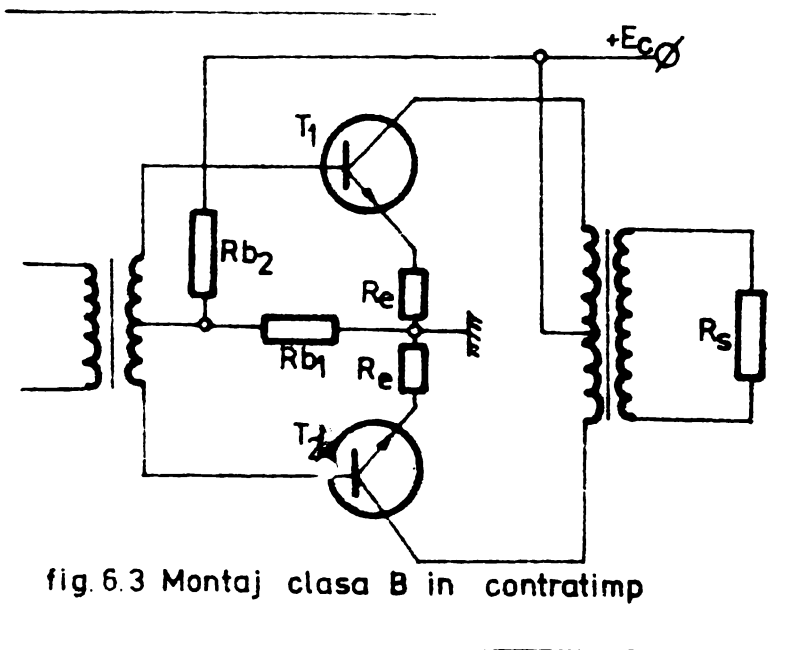 +Ec
T1
Rb2
Re
Rb1
Re
Rs
T2
fig. 6.3 Montaj clasa B in contratimp